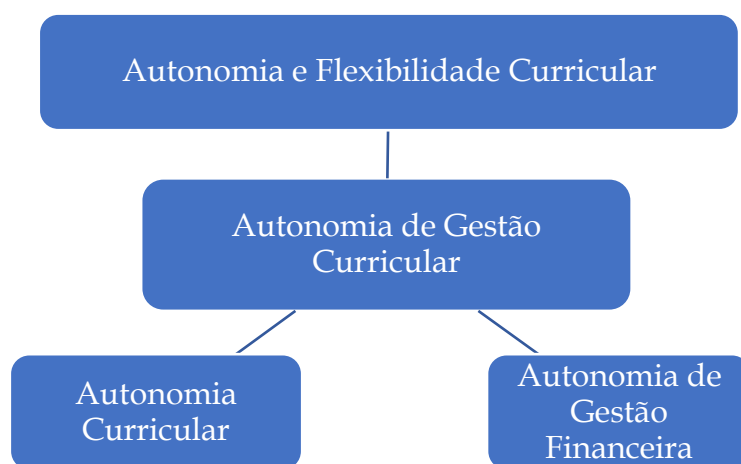 Autonomia e Flexibilidade Curricular
Autonomia de Gestão
Curricular
Autonomia
Curricular
Autonomia de
Gestão
Financeira